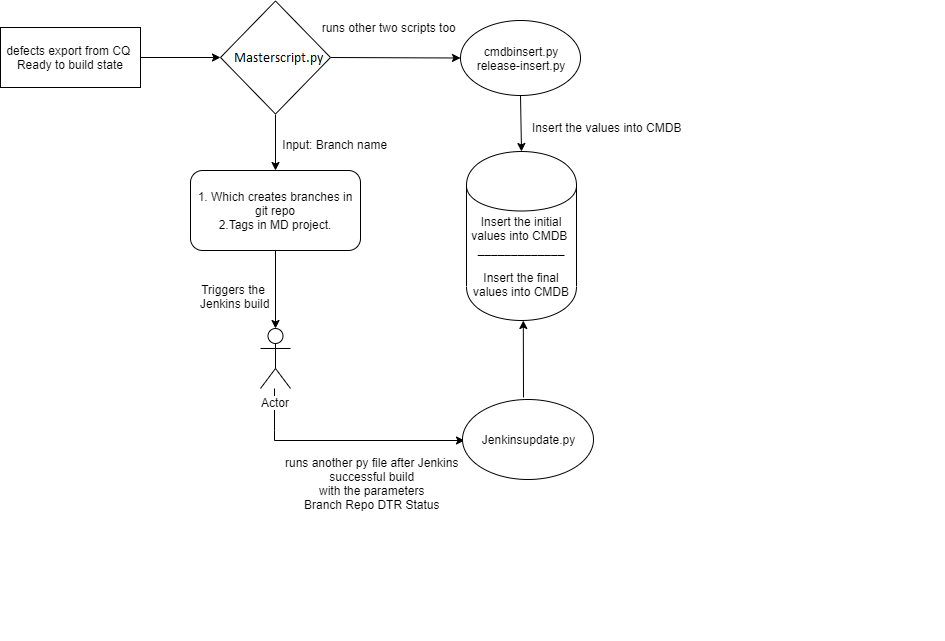 defects export from CQ
Ready to build state
Masterscript.py
runs other two scripts too
cmdbinsert.py
release-insert.py
Insert the values into CMDB
Input: Branch name
1. Which creates branches in
git repo
2.Tags in MD project.
Insert the initial
values into CMDB
Insert the final
values into CMDB
Triggers the
Jenkins build
Actor
Jenkinsupdate.py
runs another py file after Jenkins
successful build
with the parameters
Branch Repo DTR Status